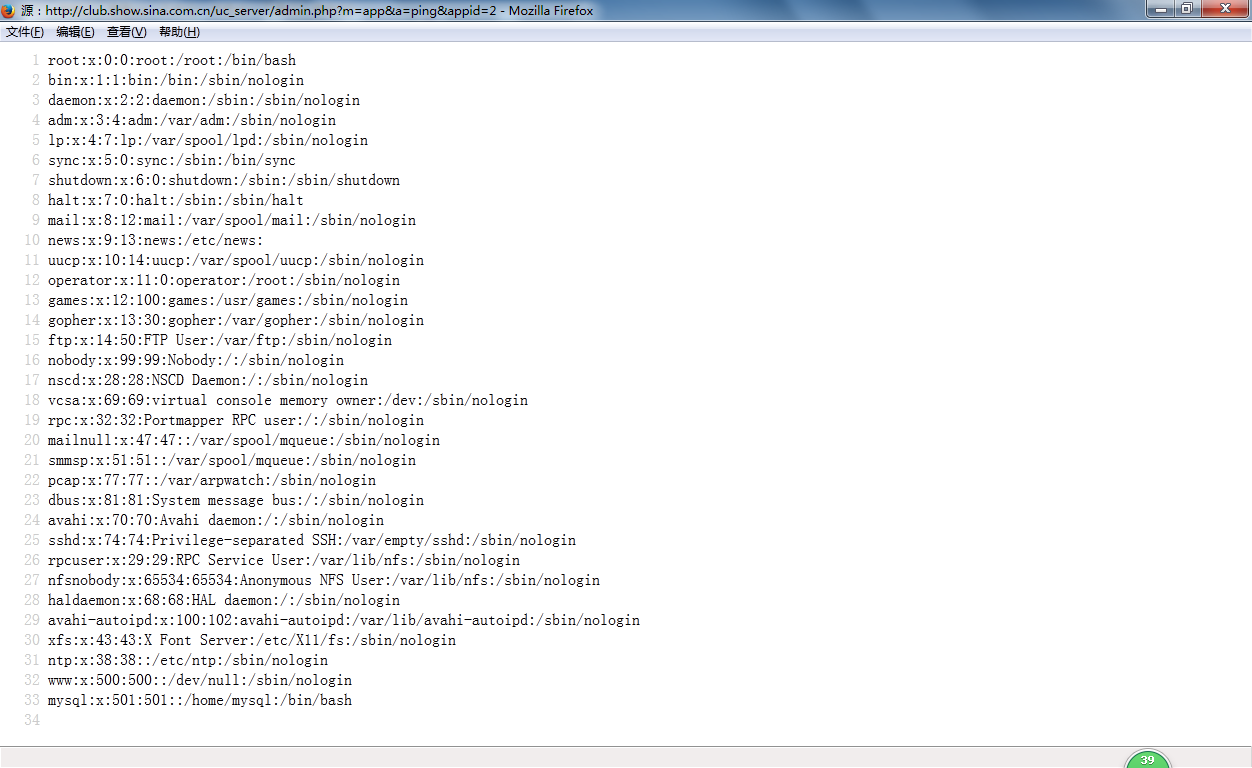 源：http://club.show.sina.com.cn/uc_server/admin.php?m=app&a=ping&appid=2 - Mozilla Firefox
文件(F) 编辑(E) 查看(V) 帮助(H)
1 root:x:0:0:root:/root:/bin/bash
2 bin:x:1:1:bin:/bin:/sbin/nologin
3 daemon:x:2:2:daemon:/sbin:/sbin/nologin
4 adm:x:3:4:adm:/var/adm:/sbin/nologin
5 lp:x:4:7:lp:/var/spool/lpd:/sbin/nologin
6 sync:x:5:0:sync:/sbin:/bin/sync
7 shutdown:x:6:0:shutdown:/sbin:/sbin/shutdown
8 halt:x:7:0:halt:/sbin:/sbin/halt
9 mail:x:8:12:mail:/var/spool/mail:/sbin/nologin
10 news:x:9:13:news:/etc/news:
11 uucp:x:10:14:uucp:/var/spool/uucp:/sbin/nologin
12 operator:x:11:0:operator:/root:/sbin/nologin
13 games:x:12:100:games:/usr/games:/sbin/nologin
14 gopher:x:13:30:gopher:/var/gopher:/sbin/nologin
15 ftp:x:14:50:FTP User:/var/ftp:/sbin/nologin
16 nobody:x:99:99:Nobody:/:/sbin/nologin
17 nscd:x:28:28:NSCD Daemon:/:/sbin/nologin
18 vcsa:x:69:69:virtual console memory owner:/dev:/sbin/nologin
19 rpc:x:32:32:Portmapper RPC user:/:/sbin/nologin
20 mailnull:x:47:47::/var/spool/mqueue:/sbin/nologin
21 smmsp:x:51:51::/var/spool/mqueue:/sbin/nologin
22 pcap:x:77:77::/var/arpwatch:/sbin/nologin
23 dbus:x:81:81:System message bus:/:/sbin/nologin
24 avahi:x:70:70:Avahi daemon:/:/sbin/nologin
25 sshd:x:74:74:Privilege-separated SSH:/var/empty/sshd:/sbin/nologin
26 rpcuser:x:29:29:RPC Service User:/var/lib/nfs:/sbin/nologin
27 nfsnobody:x:65534:65534:Anonymous NFS User:/var/lib/nfs:/sbin/nologin
28 haldaemon:x:68:68:HAL daemon:/:/sbin/nologin
29 avahi-autoipd:x:100:102:avahi-autoipd:/var/lib/avahi-autoipd:/sbin/nologin
30 xfs:x:43:43:X Font Server:/etc/X11/fs:/sbin/nologin
31 ntp:x:38:38::/etc/ntp:/sbin/nologin
32 www:x:500:500::/dev/null:/sbin/nologin
33 mysql:x:501:501::/home/mysql:/bin/bash
34
39